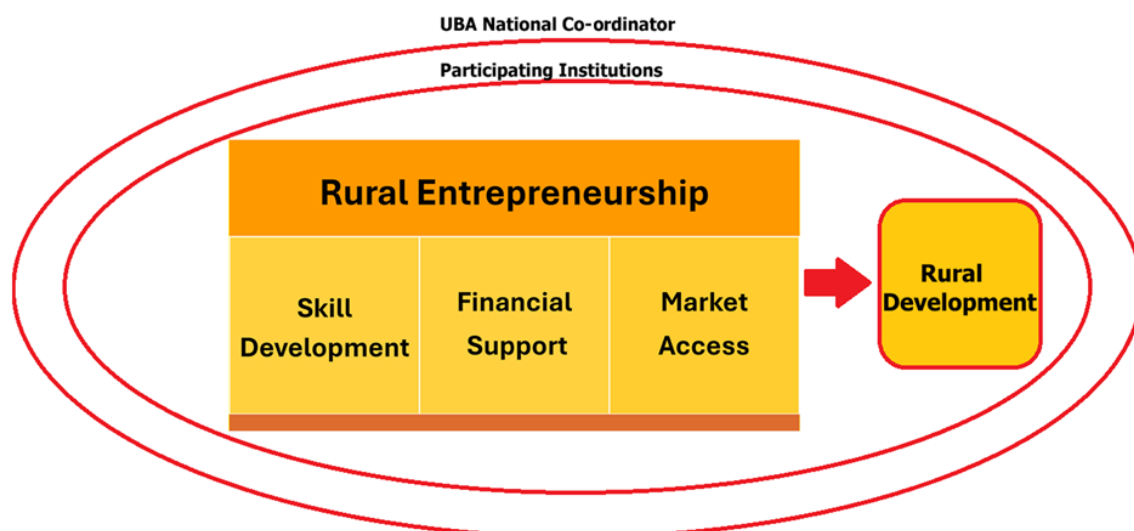 UBA National Co-ordinator
Participating Institutions
Rural Entrepreneurship
Skill
Development
Financial
Support
Market
Access
Rural
Development